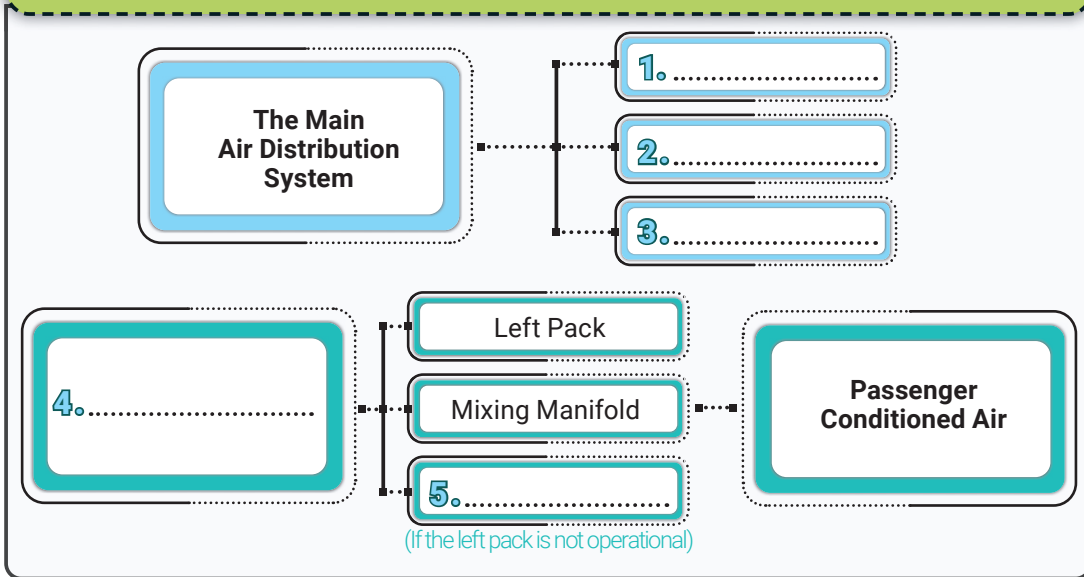 The Main
Air Distribution
System
1. ..............................
2. ..............................
3. ..............................
4. ..............................
Left Pack
Mixing Manifold
5. ..............................
(If the left pack is not operational)
Passenger
Conditioned Air